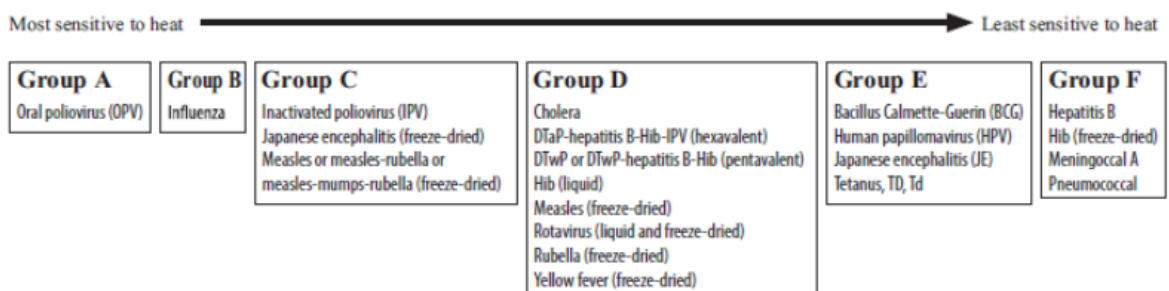 Most sensitive to heat
Least sensitive to heat
Group A
Oral poliovirus (OPV)
Group B
Influenza
Group C
Inactivated poliovirus (IPV)
Japanese encephalitis (freeze-dried)
Measles or measles-rubella or
measles-mumps-rubella (freeze-dried)
Group D
Cholera
DTaP-hepatitis B-Hib-IPV (hexavalent)
DTwP or DTwP-hepatitis B-Hib (pentavalent)
Hib (liquid)
Measles (freeze-dried)
Rotavirus (liquid and freeze-dried)
Rubella (freeze-dried)
Yellow fever (freeze-dried)
Group E
Bacillus Calmette-Guerin (BCG)
Human papillomavirus (HPV)
Japanese encephalitis (JE)
Tetanus, TD, Td
Group F
Hepatitis B
Hib (freeze-dried)
Meningoccal A
Pneumococcal